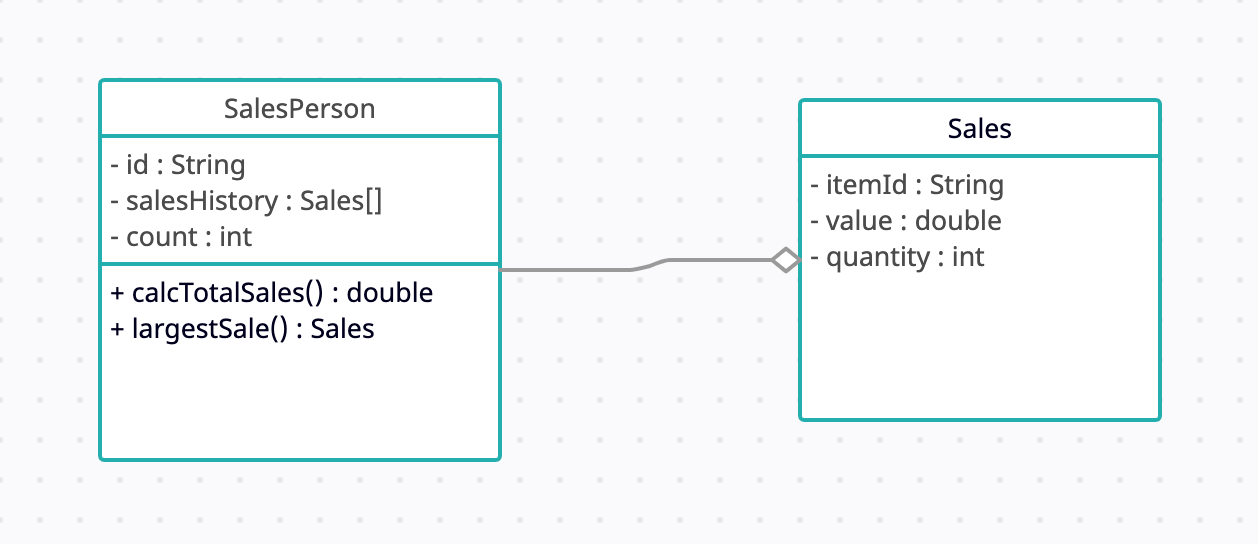 SalesPerson
- id : String
- salesHistory : Sales[]
- count : int
+ calcTotalSales() : double
+ largestSale() : Sales
Sales
- itemId : String
- value : double
- quantity : int